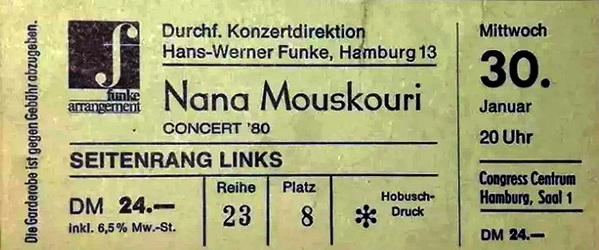 Die Garderobe ist gegen Gebühr abzugeben.
f
funke
arrangement
Durchf. Konzertdirektion
Hans-Werner Funke, Hamburg 13
Nana Mouskouri
CONCERT '80
SEITENRANG LINKS
DM 24.—
inkl. 6,5% Mw.-St.
Reihe
23
Platz
8
Hobusch-
Druck
Mittwoch
30.
Januar
20 Uhr
Congress Centrum
Hamburg, Saal 1
DM 24.—